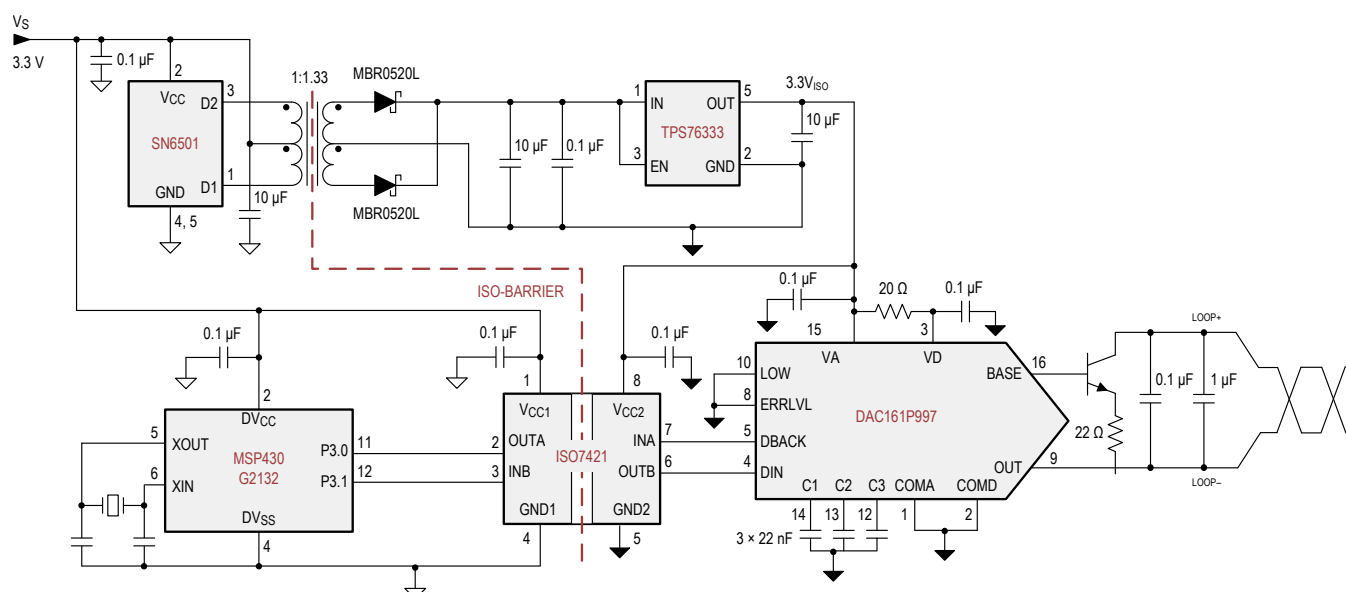 VS
3.3 V
0.1 µF
2
VCC
D2
3
SN6501
D1
1
GND
4, 5
10 µF
1:1.33
MBR0520L
MBR0520L
10 µF
0.1 µF
1
IN
OUT
5
TPS76333
3
EN
GND
2
3.3VISO
10 µF
ISO-BARRIER
0.1 µF
2
DVCC
5
XOUT
6
XIN
MSP430
G2132
P3.0
11
P3.1
12
DVSS
4
0.1 µF
1
VCC1
2
OUTA
3
INB
GND1
4
ISO7421
0.1 µF
8
VCC2
INA
7
OUTB
6
GND2
5
0.1 µF
20 Ω
0.1 µF
15
3
VA
VD
10
LOW
8
ERRLVL
5
DBACK
4
DIN
DAC161P997
BASE
16
OUT
9
C1
C2
C3
COMA
COMD
14
13
12
1
2
3 × 22 nF
22 Ω
0.1 µF
1 µF
LOOP+
LOOP–